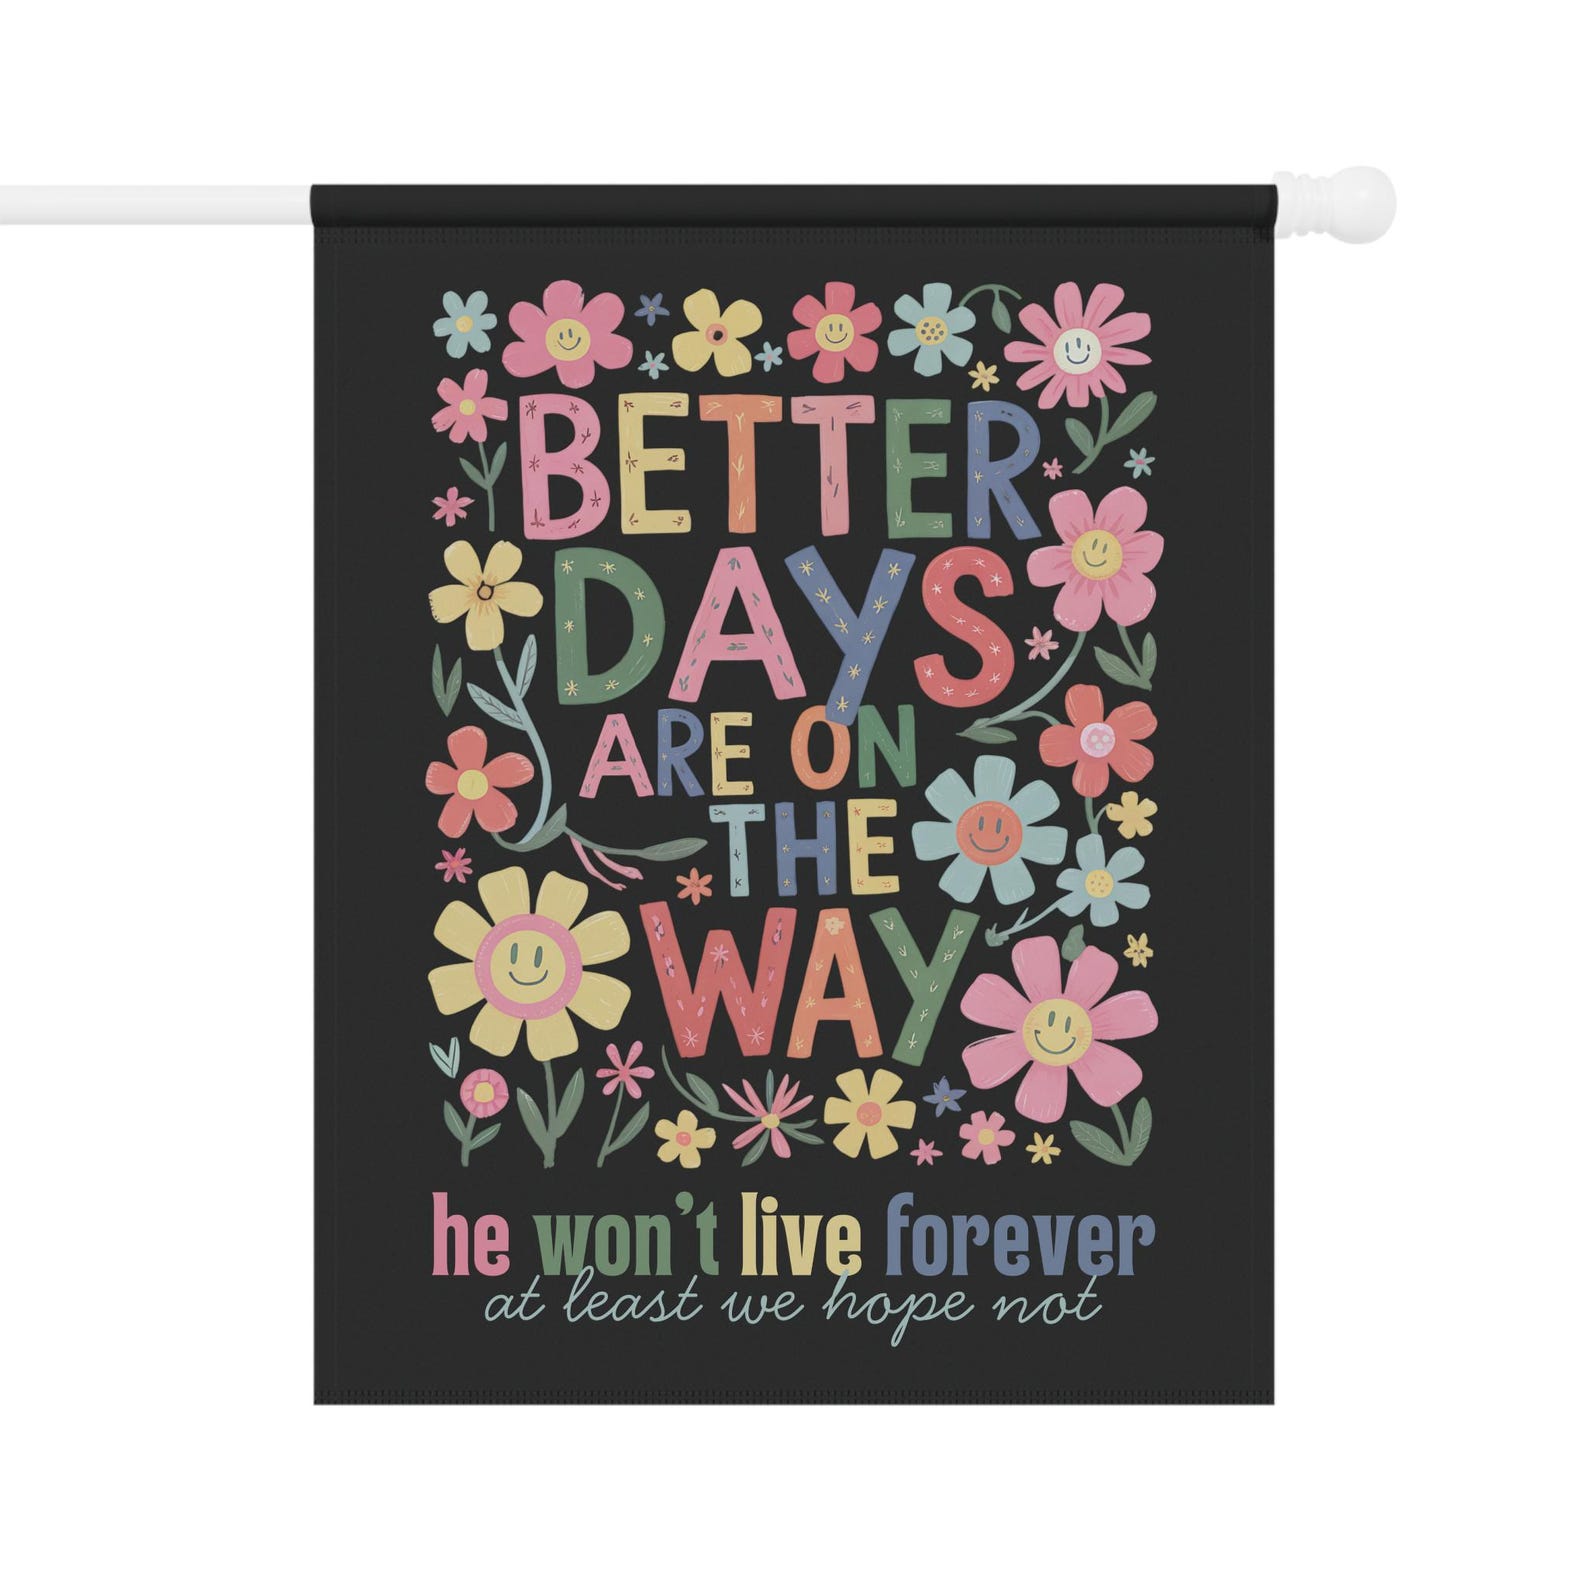 BETTER
DAYS
ARE ON
THE
WAY
he won't live forever
at least we hope not